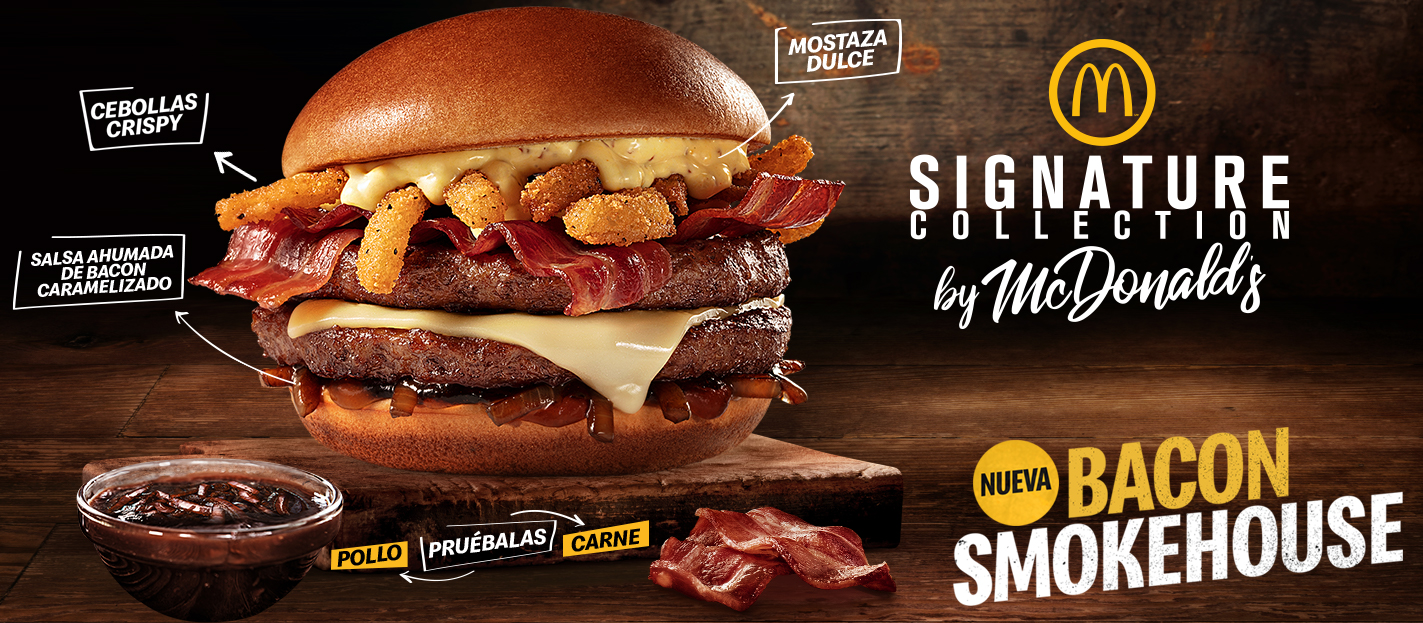 MOSTAZA
DULCE
CEBOLLAS
CRISPY
SALSA AHUMADA
DE BACON
CARAMELIZADO
M
SIGNATURE
COLLECTION
by McDonald's
NUEVA
BACON
SMOKEHOUSE
POLLO
PRUÉBALAS
CARNE